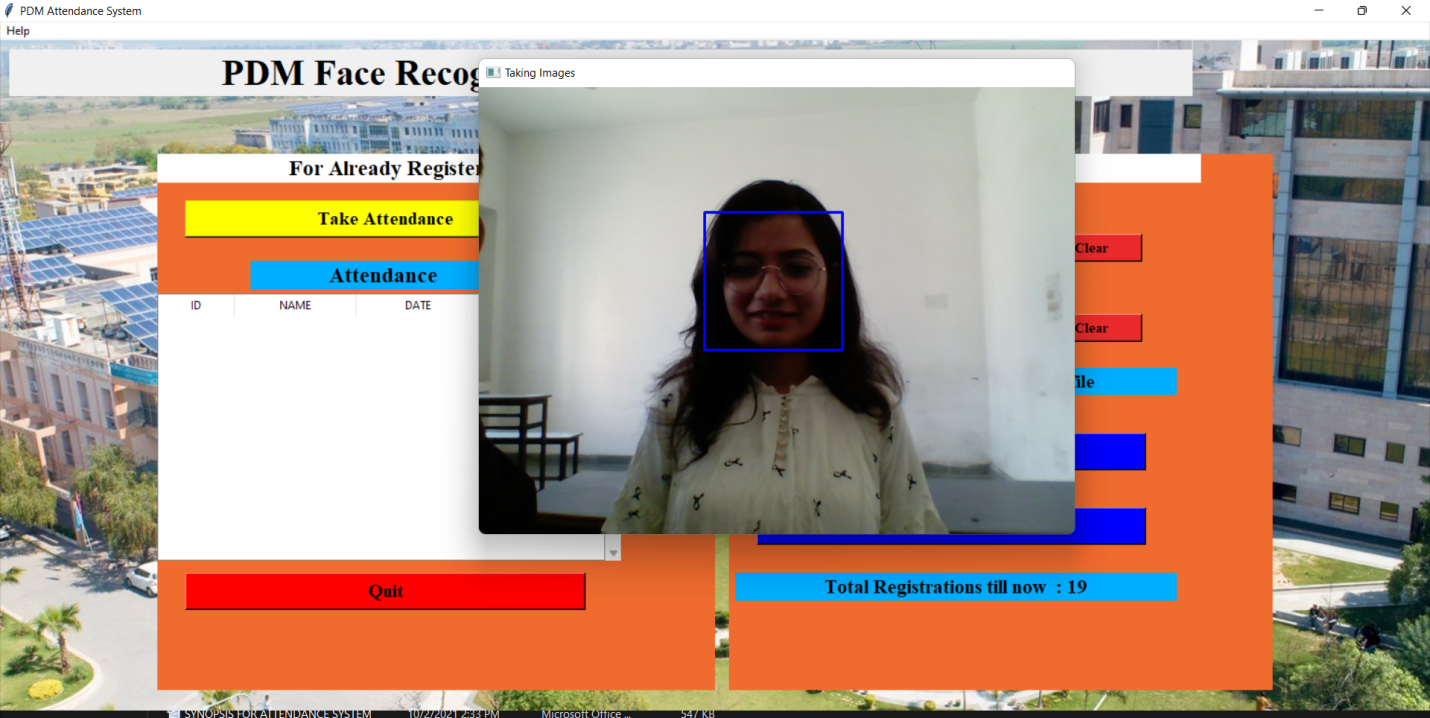 PDM Attendance System
Help
PDM Face Recog
Taking Images
For Already Register
Take Attendance
Attendance
ID NAME DATE
Clear
Clear
file
Quit
Total Registrations till now : 19
SYNOPSIS FOR ATTENDANCE SYSTEM 10/2/2021 2:33 PM Microsoft Office ... 547 KB